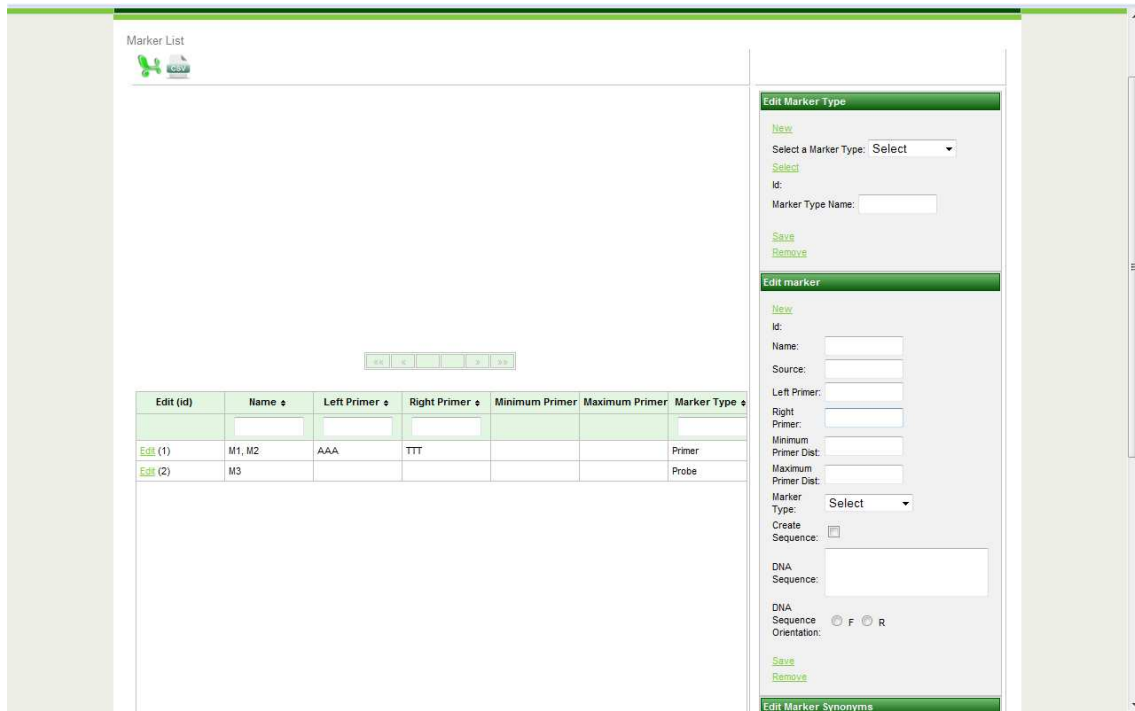 Marker List
CSV
«« « » »»
Edit (id) Name Left Primer Right Primer Minimum Primer Maximum Primer Marker Type
Edit (1) M1, M2 AAA TTT Primer
Edit (2) M3 Probe
Edit Marker Type
New
Select a Marker Type: Select
Select
Id:
Marker Type Name:
Save
Remove
Edit marker
New
Id:
Name:
Source:
Left Primer:
Right
Primer:
Minimum
Primer Dist:
Maximum
Primer Dist:
Marker
Type: Select
Create
Sequence:
DNA
Sequence:
DNA
Sequence
Orientation: F R
Save
Remove
Edit Marker Synonyms